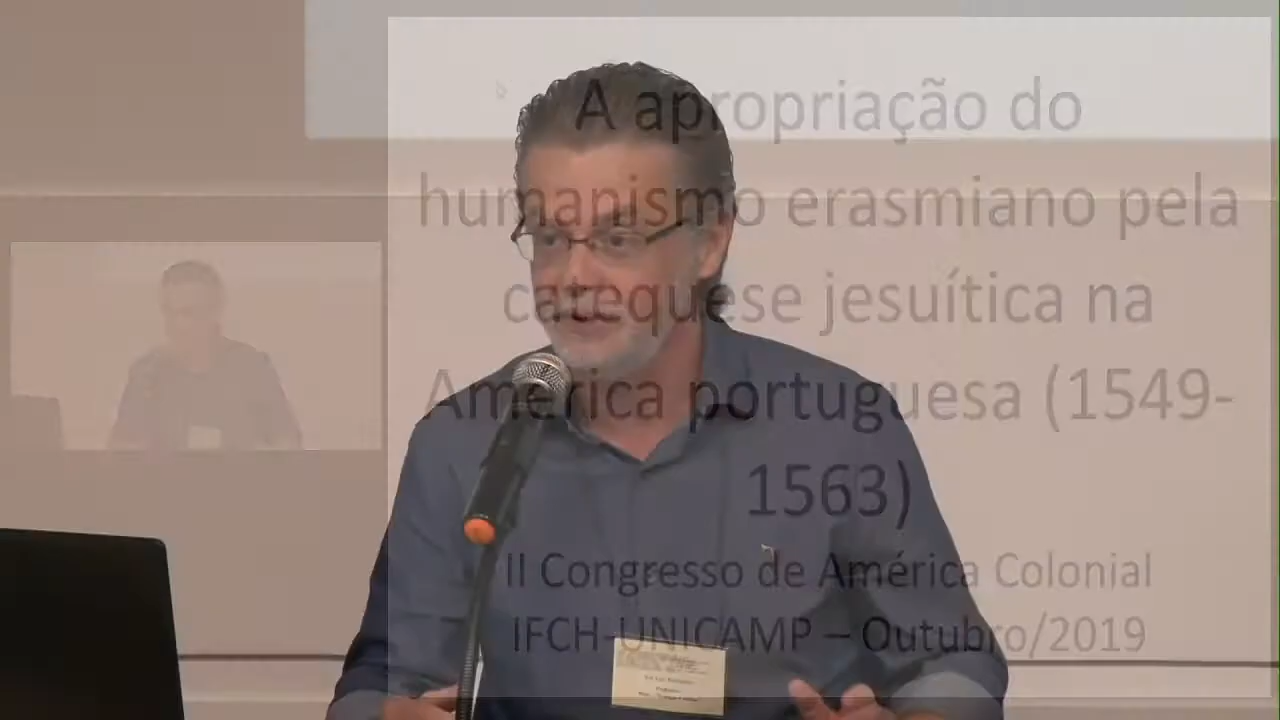 A apropriação do
humanismo erasmiano pela
catequese jesuítica na
América portuguesa (1549-
1563)
II Congresso de América Colonial
IFCH-UNICAMP – Outubro/2019